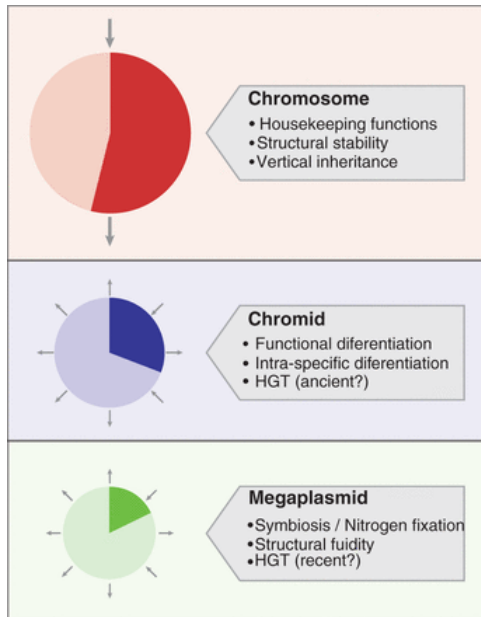 Chromosome
• Housekeeping functions
•Structural stability
•Vertical inheritance
Chromid
• Functional diferentiation
• Intra-specific diferentiation
• HGT (ancient?)
Megaplasmid
•Symbiosis / Nitrogen fixation
•Structural fuidity
•HGT (recent?)